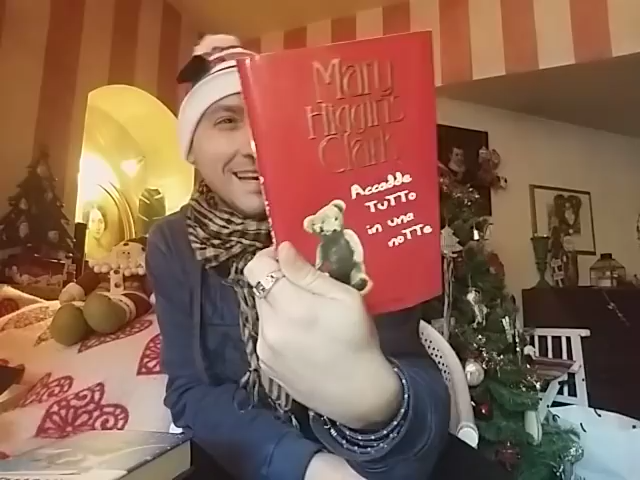 Mary
Higgins
Clark
Accadde
TuTTo
in una
noTTe